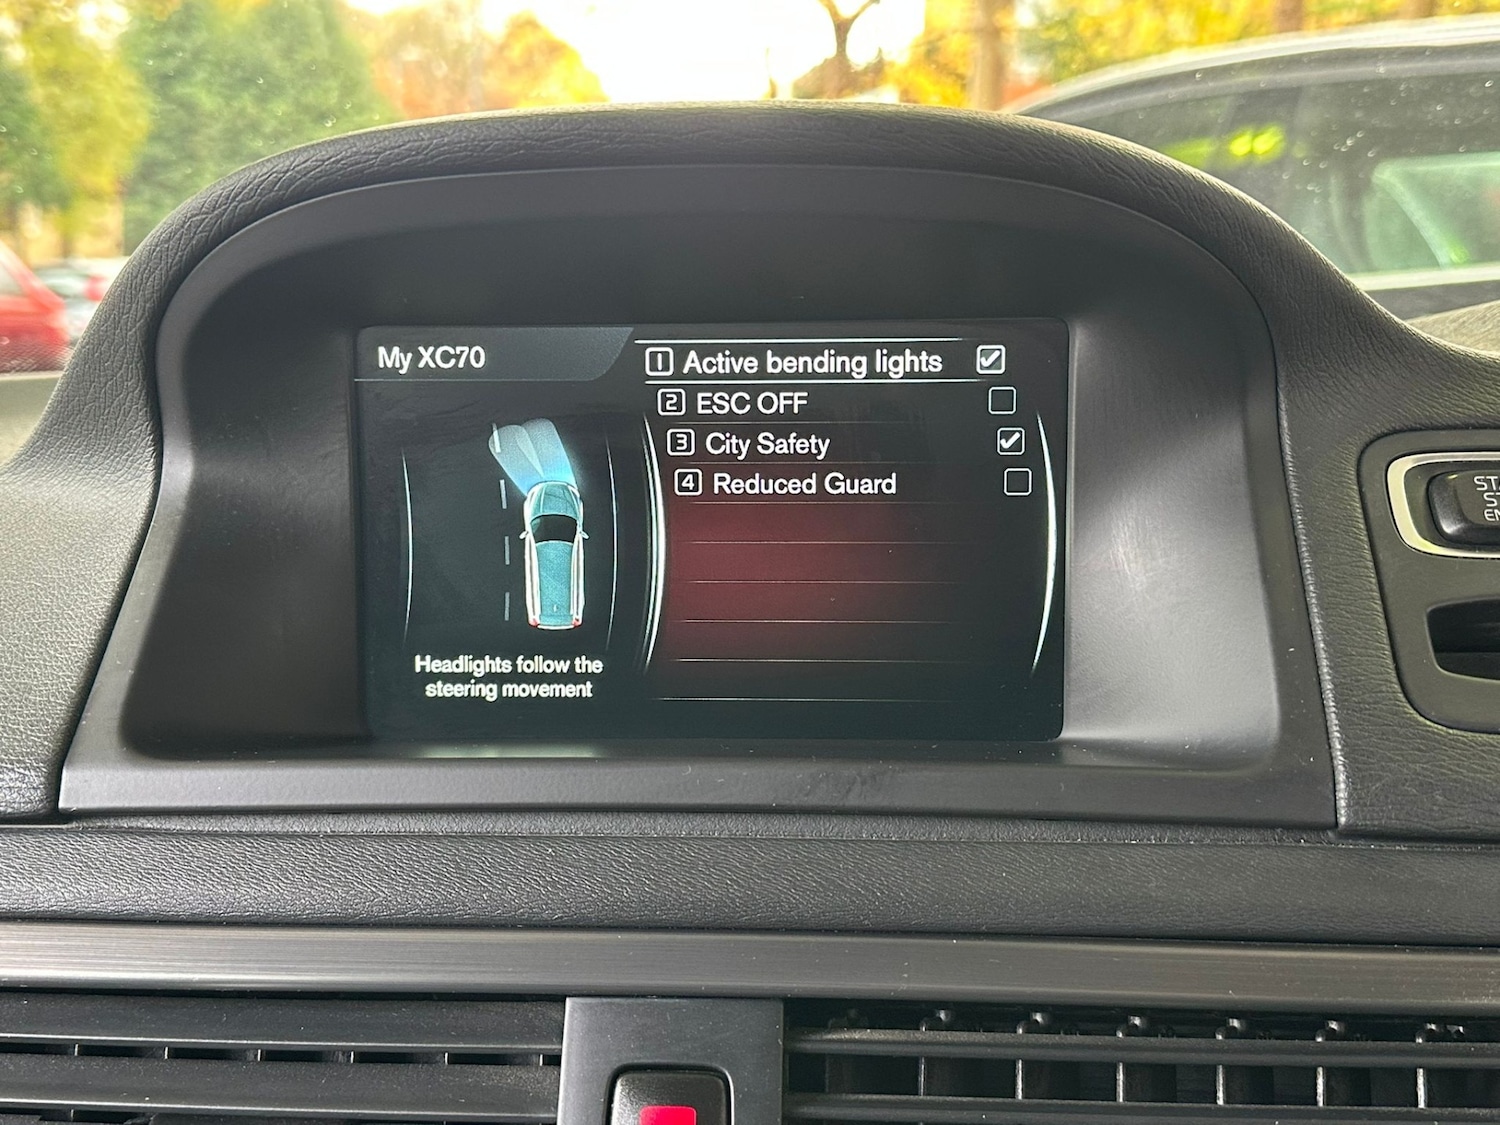 My XC70
1 Active bending lights
2 ESC OFF
3 City Safety
4 Reduced Guard
Headlights follow the
steering movement